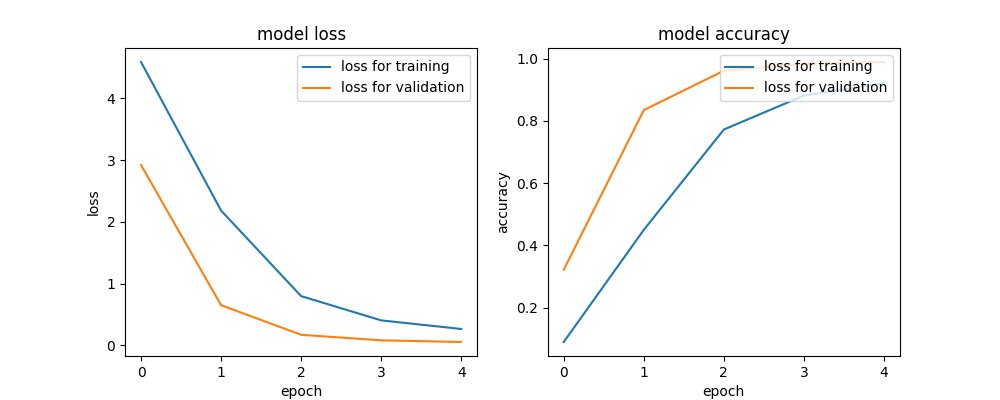 model loss
loss for training
loss for validation
4
3
2
1
0
loss
0 1 2 3 4
epoch
model accuracy
loss for training
loss for validation
1.0
0.8
0.6
0.4
0.2
accuracy
0 1 2 3 4
epoch